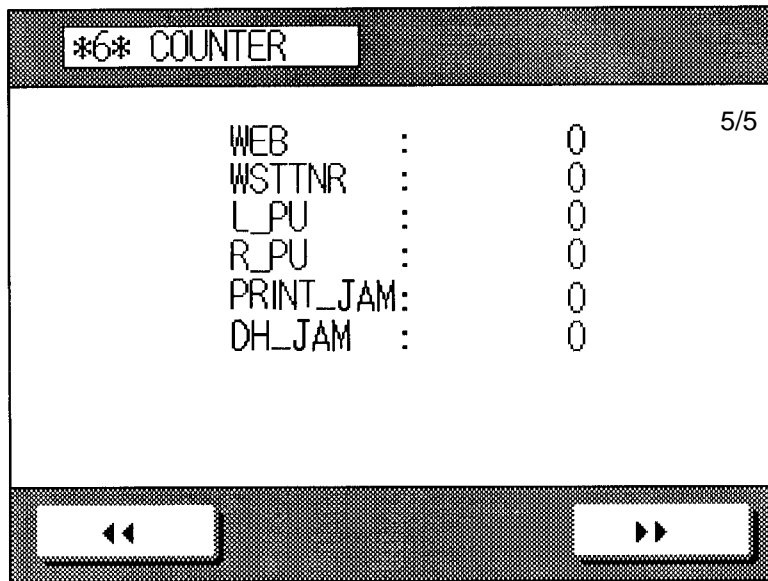 *6* COUNTER
5/5
WEB : 0
WSTTNR : 0
L_PU : 0
R_PU : 0
PRINT_JAM: 0
DH_JAM : 0